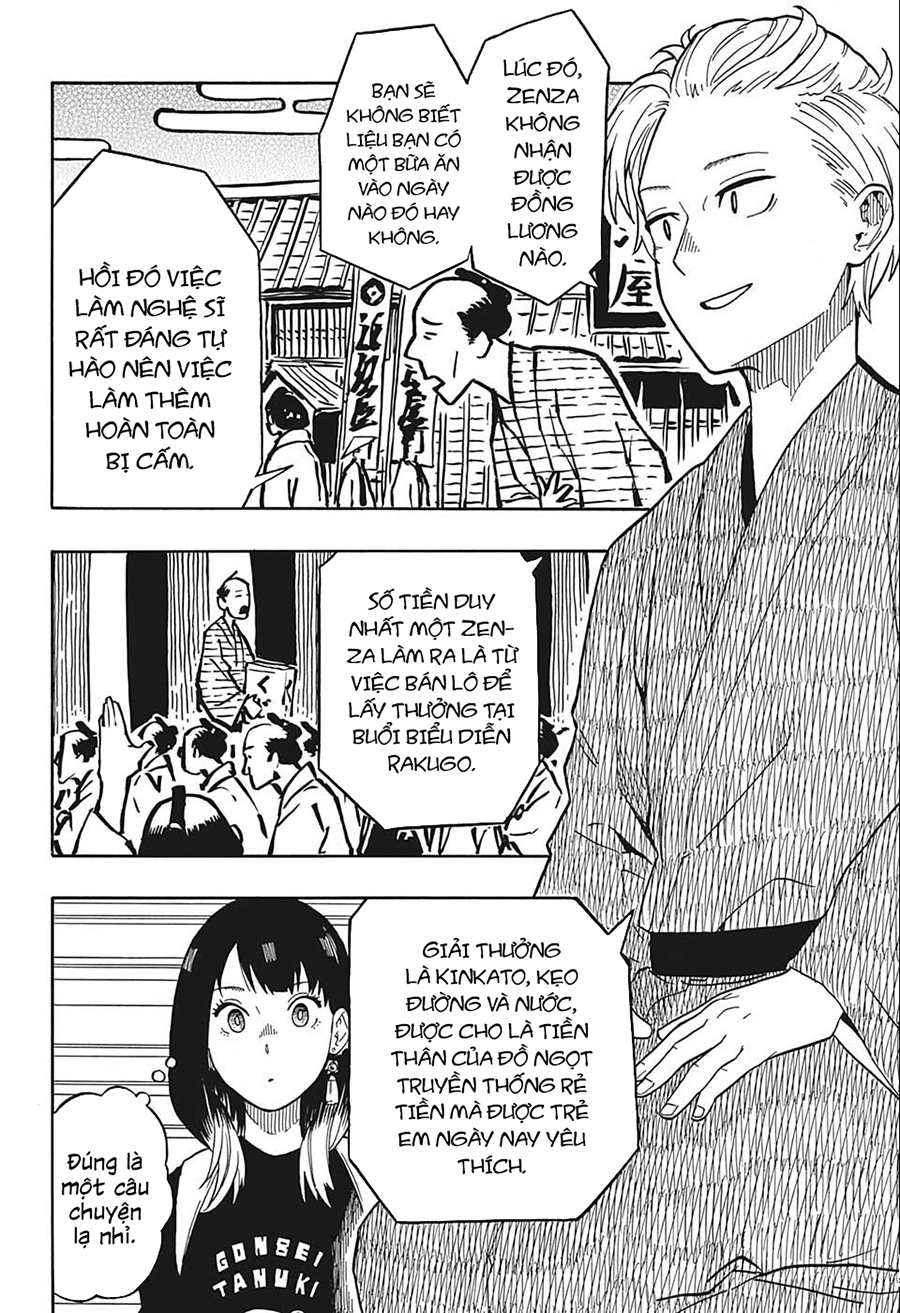 LÚC ĐÓ,
ZENZA
KHÔNG
NHẬN
ĐƯỢC
ĐỒNG
LƯƠNG
NÀO.
BẠN SẼ
KHÔNG BIẾT
LIỆU BẠN CÓ
MỘT BỮA ĂN
VÀO NGÀY
NÀO ĐÓ HAY
KHÔNG.
屋
HỒI ĐÓ VIỆC
LÀM NGHỆ SĨ
RẤT ĐÁNG TỰ
HÀO NÊN VIỆC
LÀM THÊM
HOÀN TOÀN
BỊ CẤM.
SỐ TIỀN DUY
NHẤT MỘT ZEN-
ZA LÀM RA LÀ TỪ
VIỆC BÁN LÔ ĐỂ
LẤY THƯỞNG TẠI
BUỔI BIỂU DIỄN
RAKUGO.
GIẢI THƯỞNG
LÀ KINKATO, KẸO
ĐƯỜNG VÀ NƯỚC,
ĐƯỢC CHO LÀ TIỀN
THÂN CỦA ĐỒ NGỌT
TRUYỀN THỐNG RẺ
TIỀN MÀ ĐƯỢC TRẺ
EM NGÀY NAY YÊU
THÍCH.
Đúng là
một câu
chuyện
lạ nhỉ.
GONSEI
TANUKI